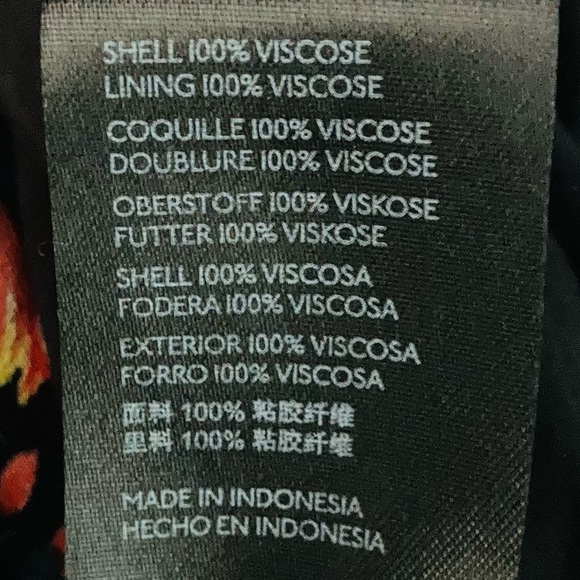 SHELL 100% VISCOSE
LINING 100% VISCOSE
COQUILLE 100% VISCOSE
DOUBLURE 100% VISCOSE
OBERSTOFF 100% VISKOSE
FUTTER 100% VISKOSE
SHELL 100% VISCOSA
FODERA 100% VISCOSA
EXTERIOR 100% VISCOSA
FORRO 100% VISCOSA
面料 100% 粘胶纤维
里料 100% 粘胶纤维
MADE IN INDONESIA
HECHO EN INDONESIA